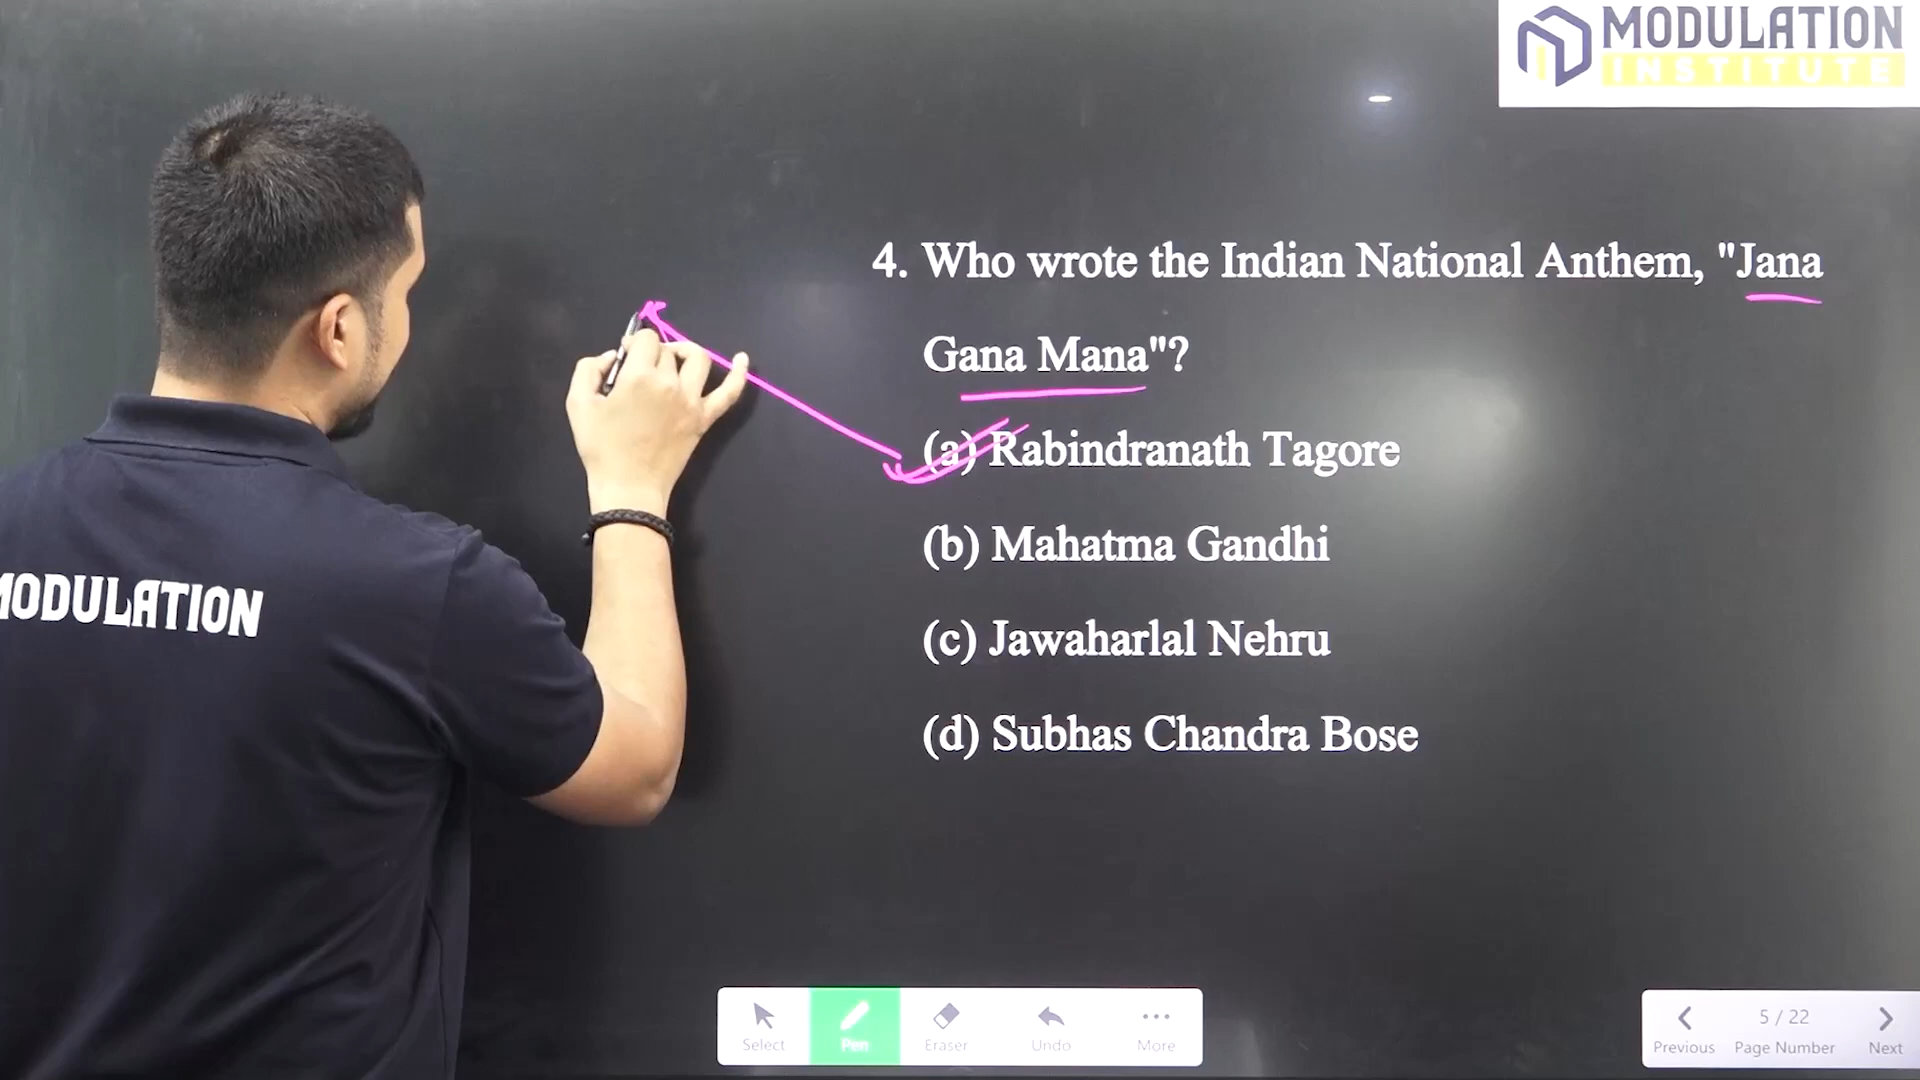 MODULATION
INSTITUTE
4. Who wrote the Indian National Anthem, "Jana
Gana Mana"?
(a) Rabindranath Tagore
(b) Mahatma Gandhi
(c) Jawaharlal Nehru
(d) Subhas Chandra Bose
MODULATION
Select Pen Eraser Undo More
5 / 22
Previous Page Number Next